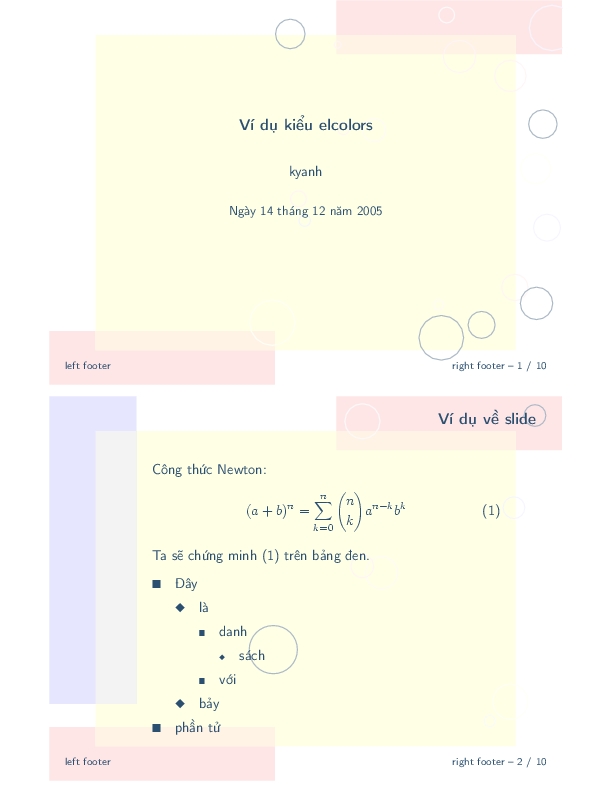 Ví dụ kiểu elcolors
kyanh
Ngày 14 tháng 12 năm 2005
left footer
right footer – 1 / 10
Ví dụ về slide
Công thức Newton:
(a + b)^n = \sum_{k=0}^{n} \binom{n}{k} a^{n-k} b^k (1)
Ta sẽ chứng minh (1) trên bảng đen.
■ Đây
◆ là
■ danh
◆ sách
■ với
◆ bảy
■ phần tử
left footer
right footer – 2 / 10